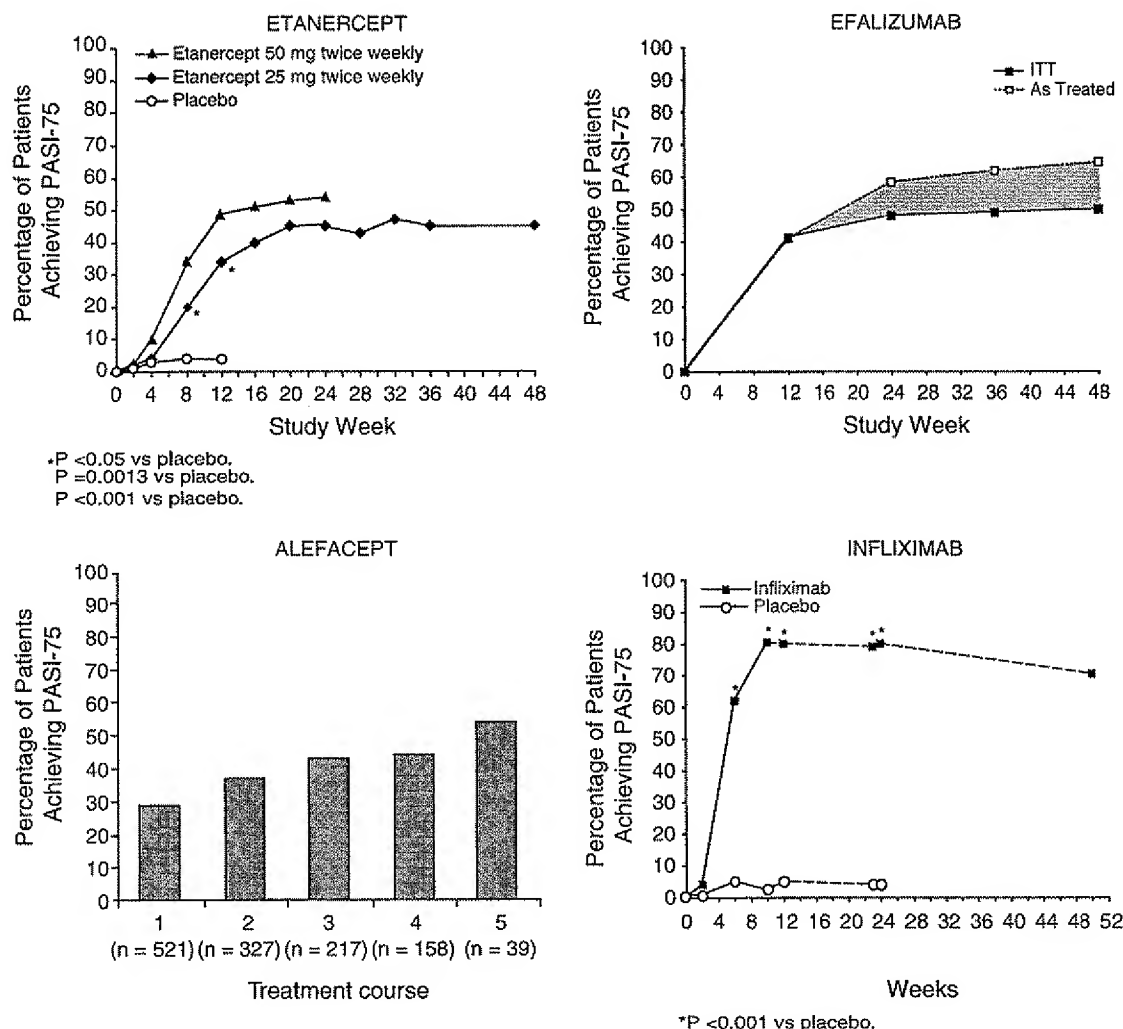 ETANERCEPT
Percentage of Patients
Achieving PASI-75
100
90
80
70
60
50
40
30
20
10
0
Etanercept 50 mg twice weekly
Etanercept 25 mg twice weekly
Placebo
*
*
0 4 8 12 16 20 24 28 32 36 40 44 48
Study Week
*P <0.05 vs placebo.
P =0.0013 vs placebo.
P <0.001 vs placebo.
EFALIZUMAB
Percentage of Patients
Achieving PASI-75
100
90
80
70
60
50
40
30
20
10
0
ITT
As Treated
0 4 8 12 16 20 24 28 32 36 40 44 48
Study Week
ALEFACEPT
Percentage of Patients
Achieving PASI-75
100
90
80
70
60
50
40
30
20
10
0
1 2 3 4 5
(n = 521) (n = 327) (n = 217) (n = 158) (n = 39)
Treatment course
INFLIXIMAB
Percentage of Patients
Achieving PASI-75
100
90
80
70
60
50
40
30
20
10
0
Infliximab
Placebo
* * * * *
0 4 8 12 16 20 24 28 32 36 40 44 48 52
Weeks
*P <0.001 vs placebo.